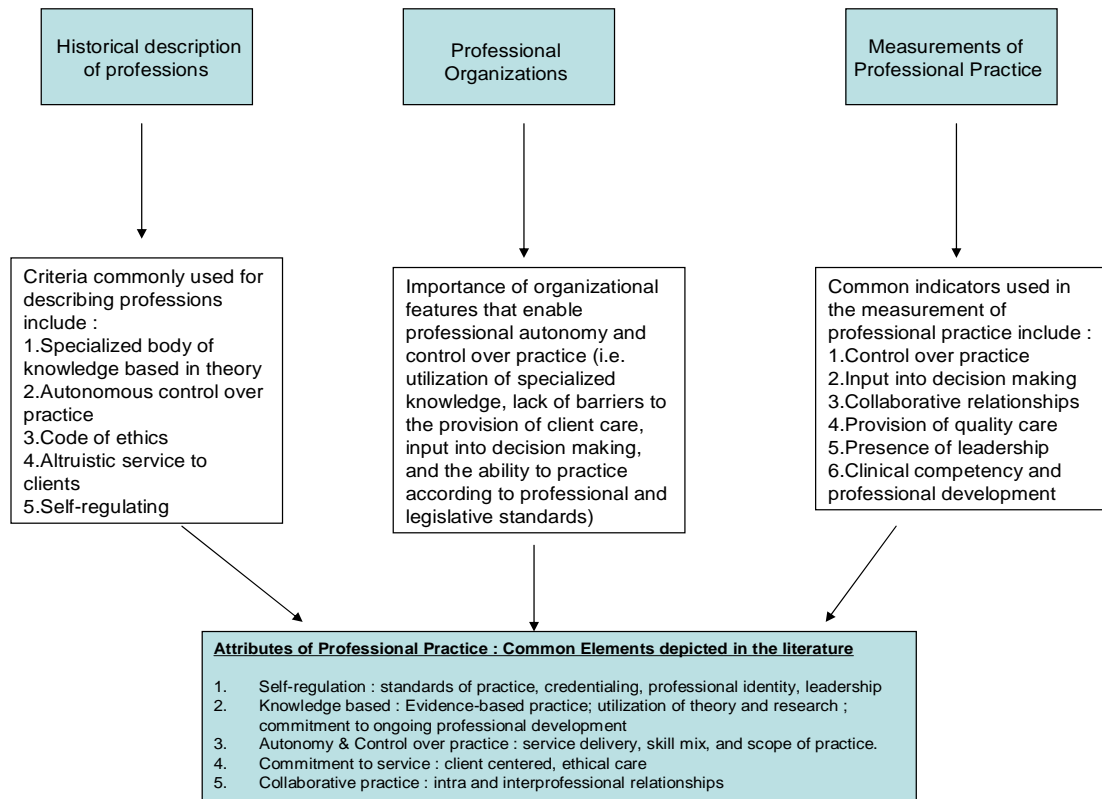 Historical description
of professions
Professional
Organizations
Measurements of
Professional Practice
Criteria commonly used for
describing professions
include :
1.Specialized body of
knowledge based in theory
2.Autonomous control over
practice
3.Code of ethics
4.Altruistic service to
clients
5.Self-regulating
Importance of organizational
features that enable
professional autonomy and
control over practice (i.e.
utilization of specialized
knowledge, lack of barriers to
the provision of client care,
input into decision making,
and the ability to practice
according to professional and
legislative standards)
Common indicators used in
the measurement of
professional practice include :
1.Control over practice
2.Input into decision making
3.Collaborative relationships
4.Provision of quality care
5.Presence of leadership
6.Clinical competency and
professional development
Attributes of Professional Practice : Common Elements depicted in the literature
1. Self-regulation : standards of practice, credentialing, professional identity, leadership
2. Knowledge based : Evidence-based practice; utilization of theory and research ;
commitment to ongoing professional development
3. Autonomy & Control over practice : service delivery, skill mix, and scope of practice.
4. Commitment to service : client centered, ethical care
5. Collaborative practice : intra and interprofessional relationships